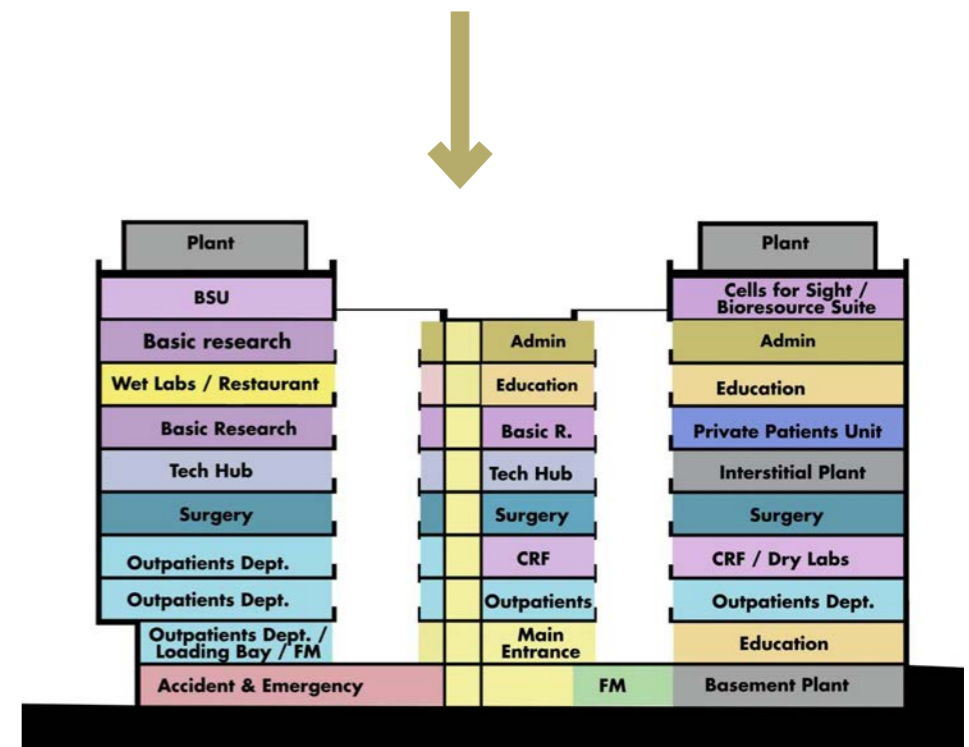 Plant
Plant
BSU
Cells for Sight /
Bioresource Suite
Basic research
Admin
Admin
Wet Labs / Restaurant
Education
Education
Basic Research
Basic R.
Private Patients Unit
Tech Hub
Tech Hub
Interstitial Plant
Surgery
Surgery
Surgery
Outpatients Dept.
CRF
CRF / Dry Labs
Outpatients Dept.
Outpatients
Outpatients Dept.
Outpatients Dept. /
Loading Bay / FM
Main
Entrance
Education
Accident & Emergency
FM
Basement Plant